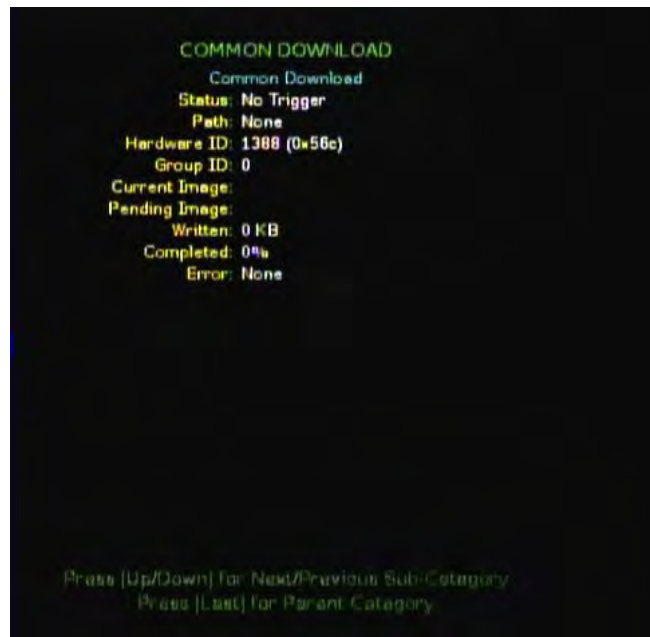 COMMON DOWNLOAD
Common Download
Status: No Trigger
Path: None
Hardware ID: 1388 (0x56c)
Group ID: 0
Current Image:
Pending Image:
Written: 0 KB
Completed: 0%
Error: None
Press [Up/Down] for Next/Previous Sub-Category
Press [Last] for Parent Category